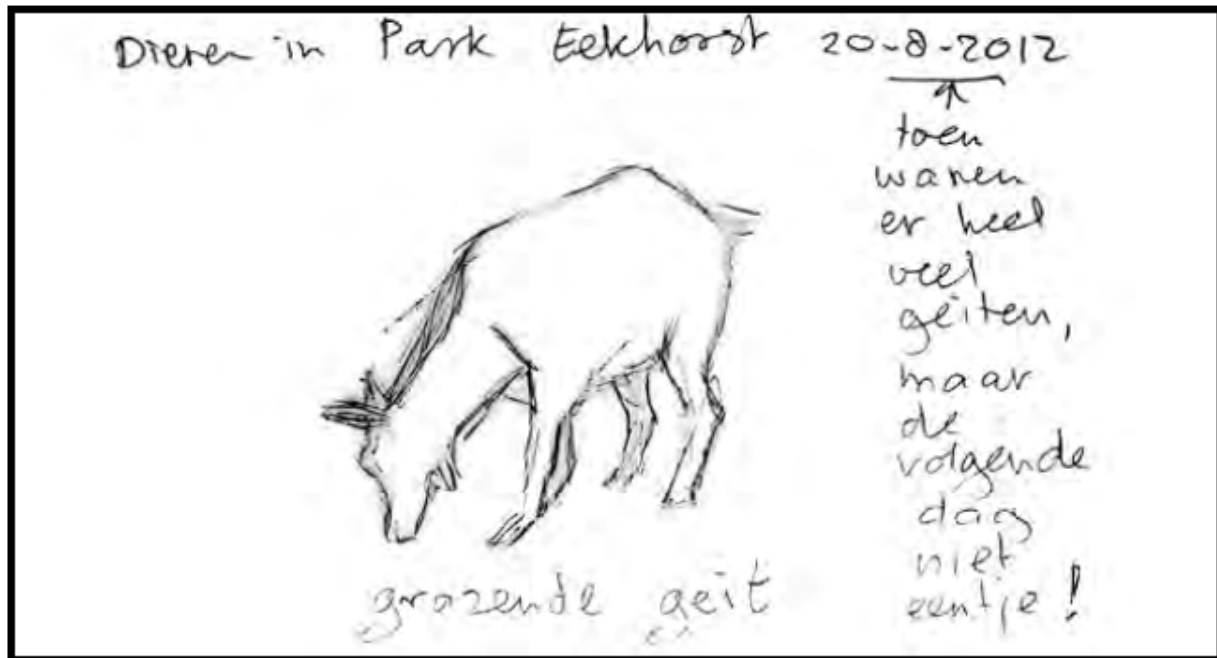 Dieren in Park Eekhorst 20-8-2012
toen
waren
er heel
veel
geiten,
maar
de
volgende
dag
niet
eentje!
grazende geit